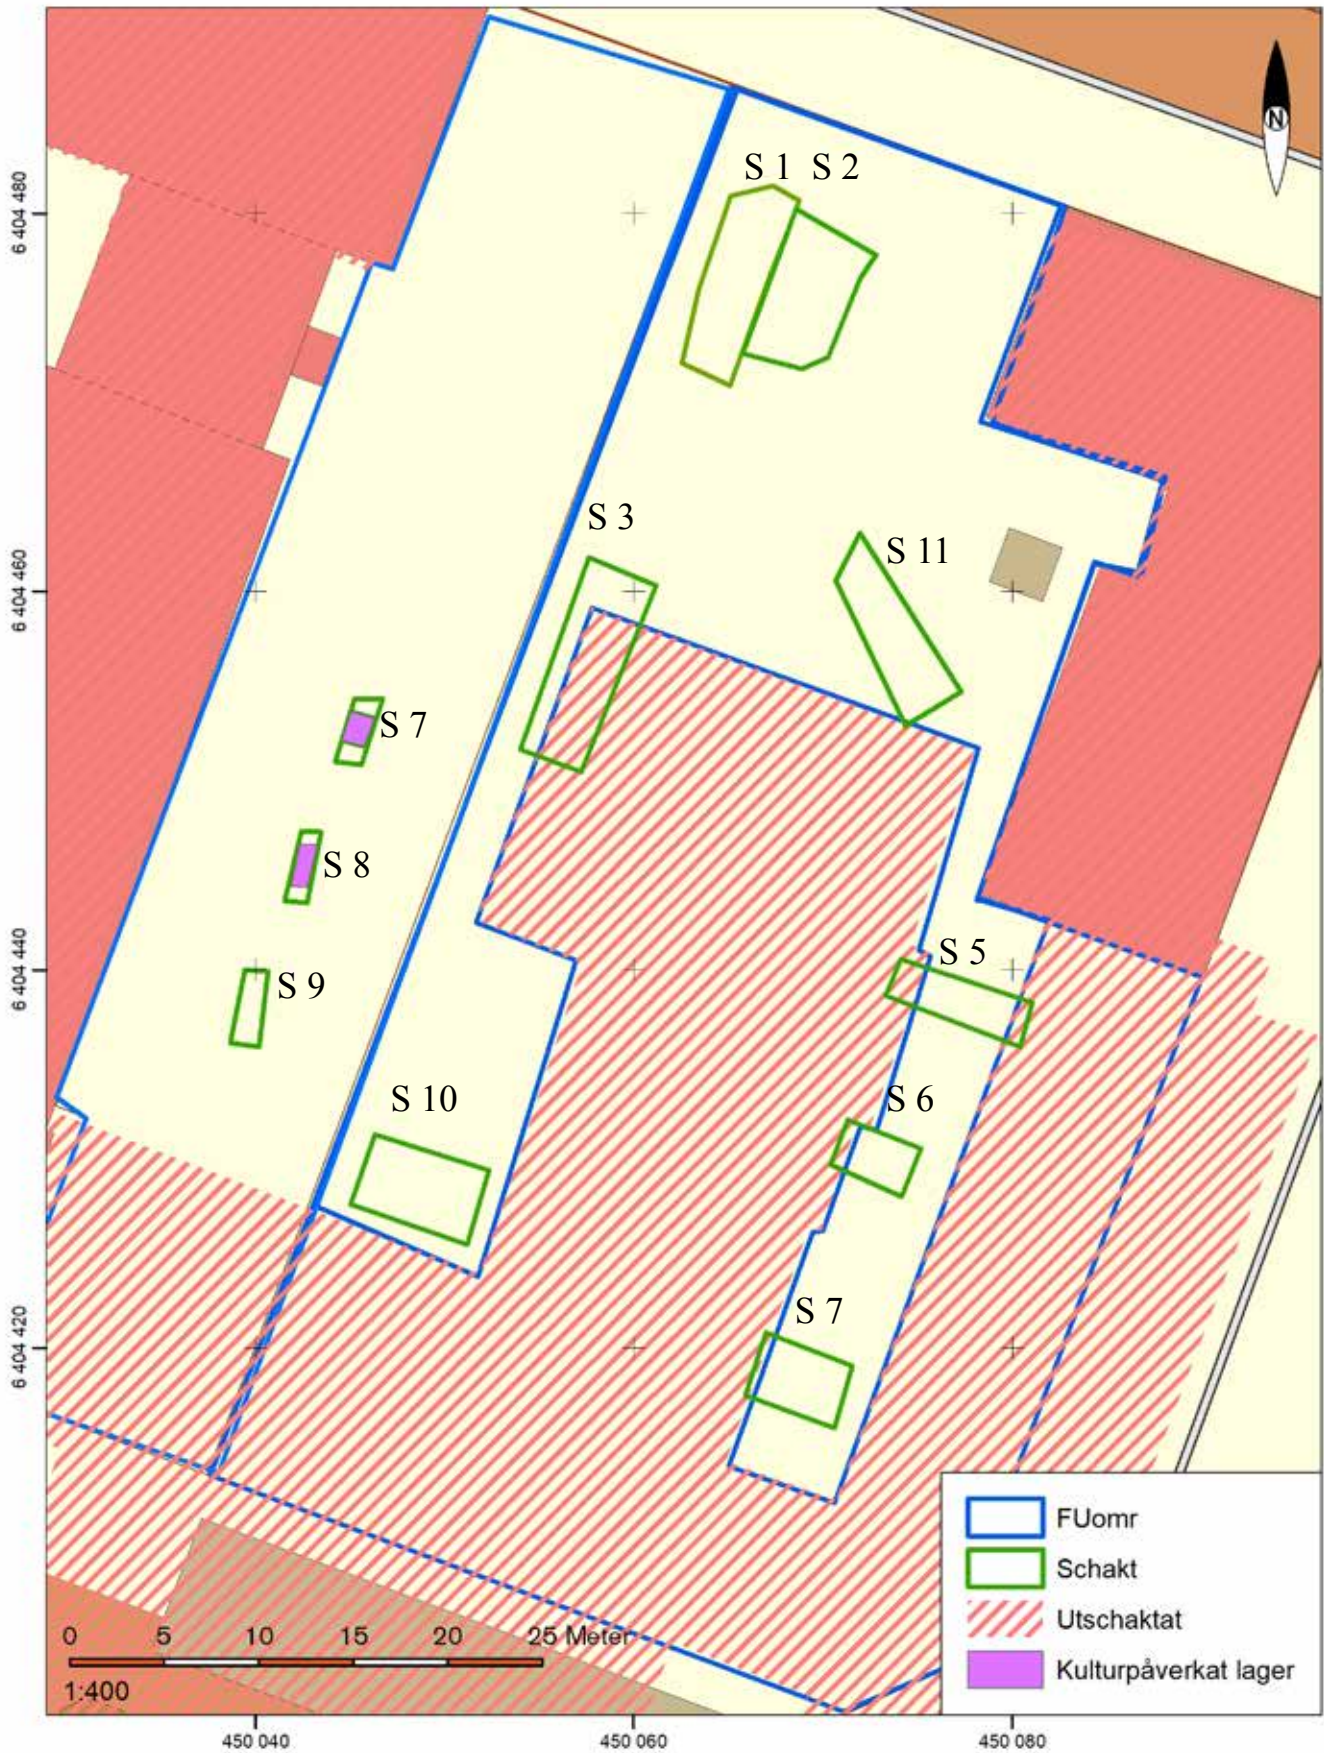 N
S 1 S 2
6 404 480
S 3
S 11
6 404 460
S 7
S 8
S 5
6 404 440
S 9
S 10
S 6
S 7
6 404 420
FUomr
Schakt
Utschaktat
Kulturpåverkat lager
0 5 10 15 20 25 Meter
1:400
450 040 450 060 450 080